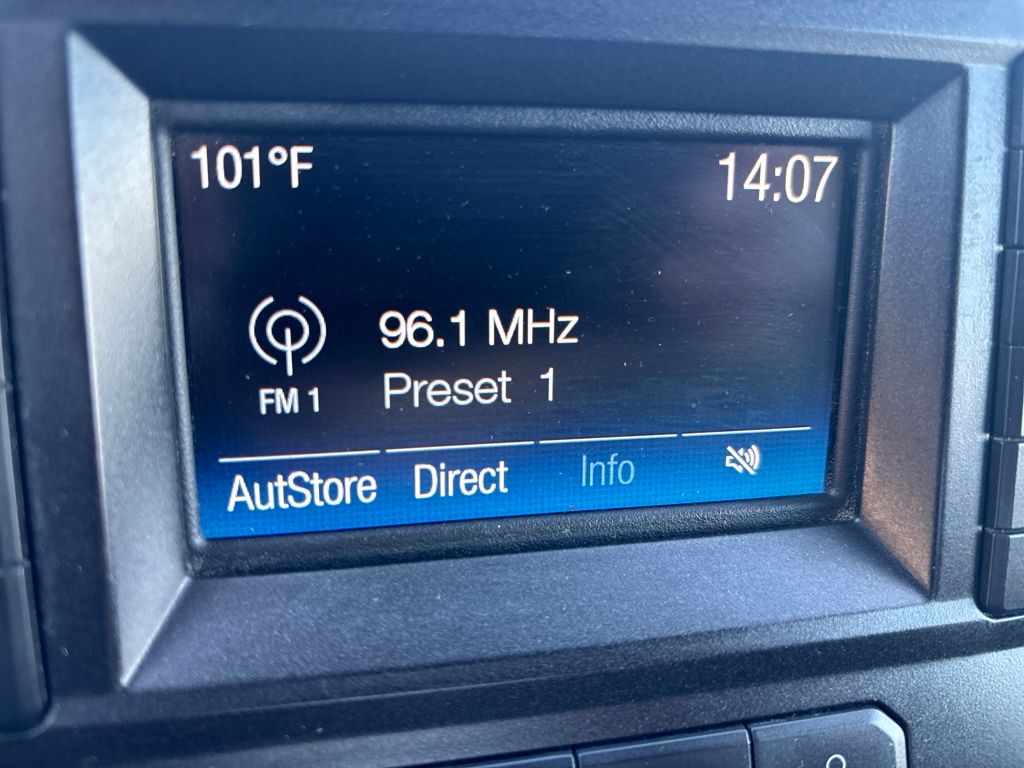 101°F 14:07
96.1 MHz
Preset 1
FM 1
AutStore Direct Info